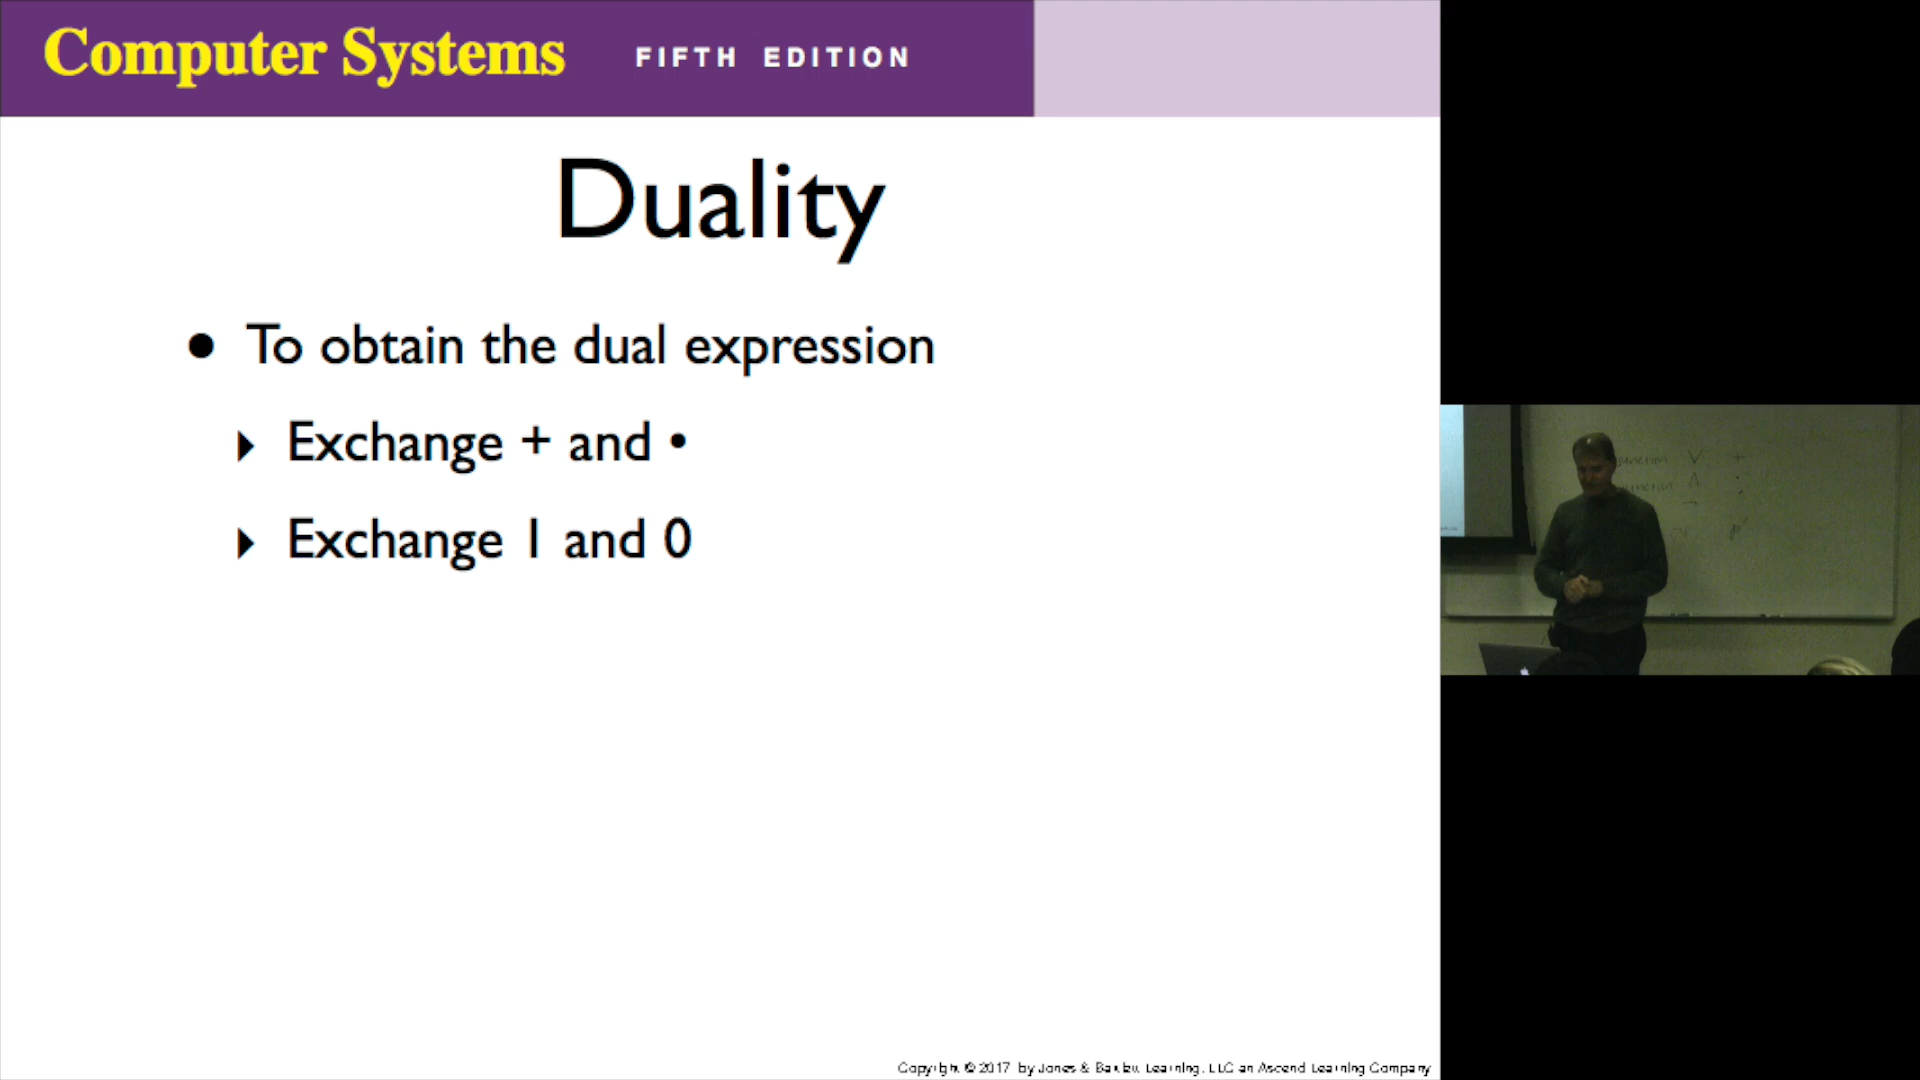 Computer Systems FIFTH EDITION
Duality
• To obtain the dual expression
▸ Exchange + and •
▸ Exchange 1 and 0
Copyright © 2017 by Jones & Bartlett Learning, LLC an Ascend Learning Company
V +